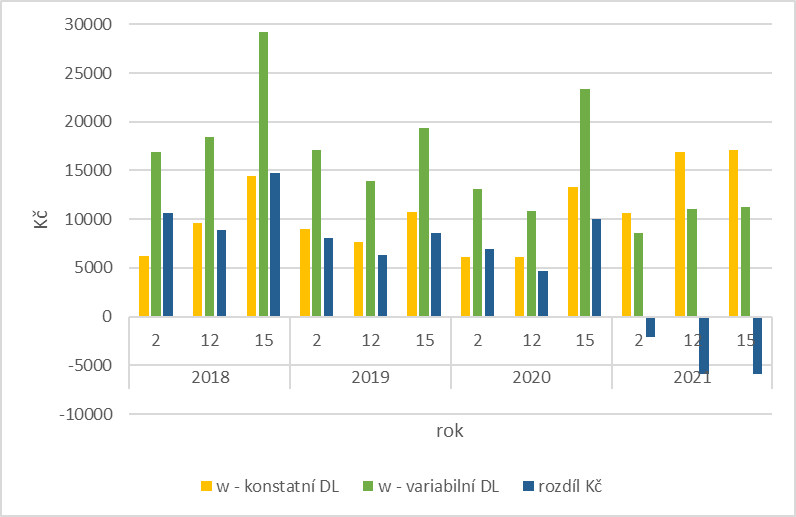 30000
25000
20000
15000
10000
5000
0
-5000
-10000
Kč
2 12 15 2 12 15 2 12 15 2 12 15
2018 2019 2020 2021
rok
w - konstatní DL w - variabilní DL rozdíl Kč